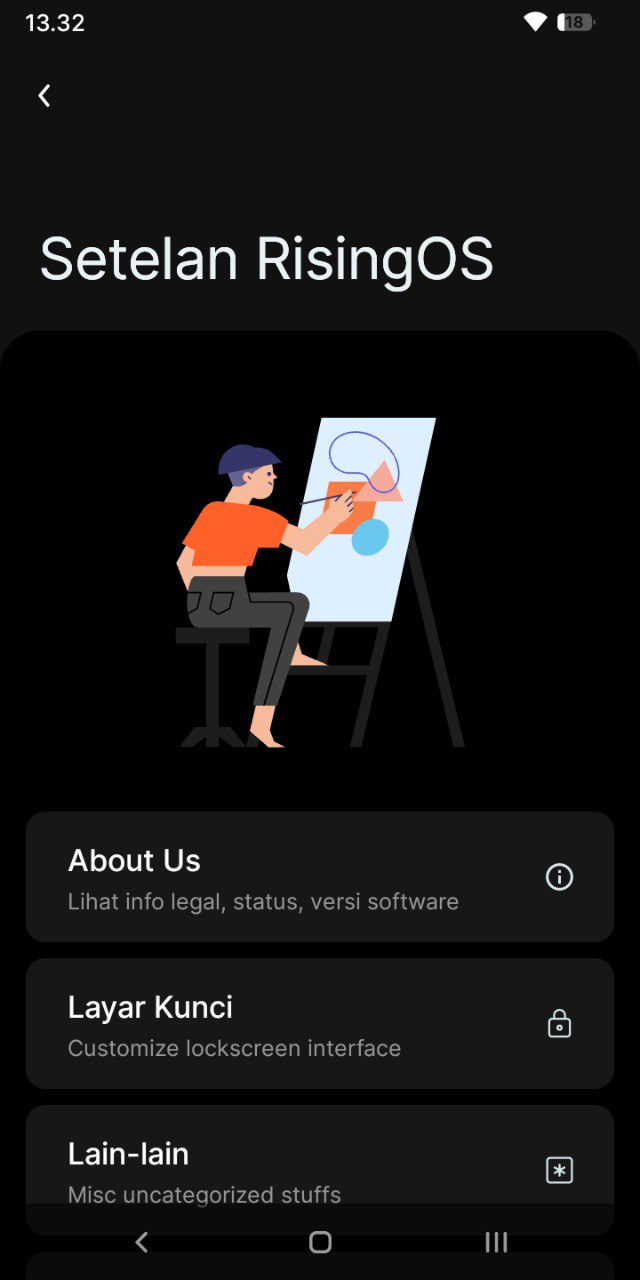 13.32
18
Setelan RisingOS
About Us
Lihat info legal, status, versi software
Layar Kunci
Customize lockscreen interface
Lain-lain
Misc uncategorized stuffs